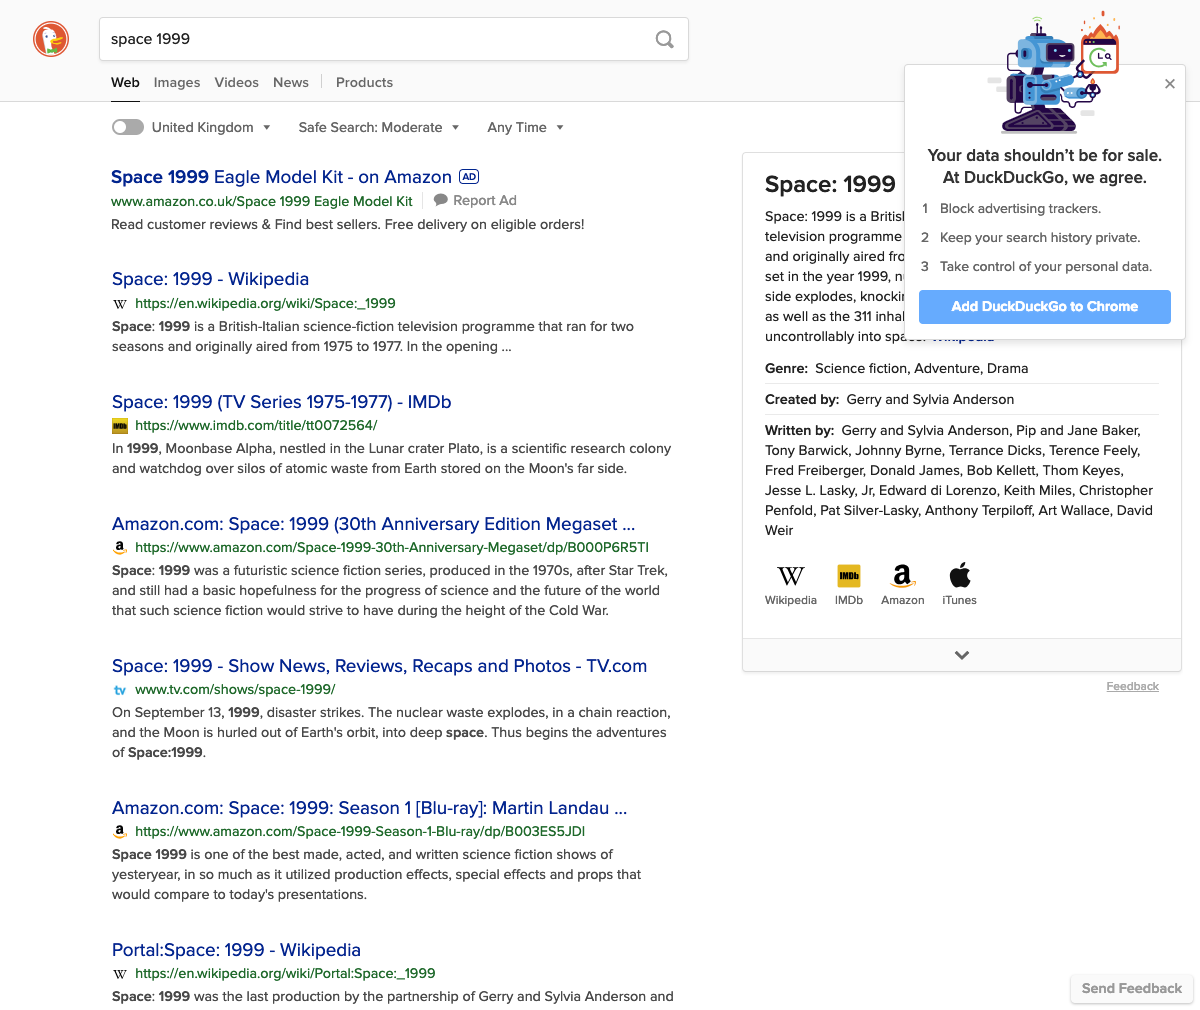 space 1999
Web Images Videos News Products
United Kingdom Safe Search: Moderate Any Time
Space 1999 Eagle Model Kit - on Amazon AD
www.amazon.co.uk/Space 1999 Eagle Model Kit Report Ad
Read customer reviews & Find best sellers. Free delivery on eligible orders!
Space: 1999 - Wikipedia
W https://en.wikipedia.org/wiki/Space:_1999
Space: 1999 is a British-Italian science-fiction television programme that ran for two
seasons and originally aired from 1975 to 1977. In the opening ...
Space: 1999 (TV Series 1975-1977) - IMDb
IMDb https://www.imdb.com/title/tt0072564/
In 1999, Moonbase Alpha, nestled in the Lunar crater Plato, is a scientific research colony
and watchdog over silos of atomic waste from Earth stored on the Moon's far side.
Amazon.com: Space: 1999 (30th Anniversary Edition Megaset ...
a https://www.amazon.com/Space-1999-30th-Anniversary-Megaset/dp/B000P6R5TI
Space: 1999 was a futuristic science fiction series, produced in the 1970s, after Star Trek,
and still had a basic hopefulness for the progress of science and the future of the world
that such science fiction would strive to have during the height of the Cold War.
Space: 1999 - Show News, Reviews, Recaps and Photos - TV.com
tv www.tv.com/shows/space-1999/
On September 13, 1999, disaster strikes. The nuclear waste explodes, in a chain reaction,
and the Moon is hurled out of Earth's orbit, into deep space. Thus begins the adventures
of Space:1999.
Amazon.com: Space: 1999: Season 1 [Blu-ray]: Martin Landau ...
a https://www.amazon.com/Space-1999-Season-1-Blu-ray/dp/B003ES5JDI
Space 1999 is one of the best made, acted, and written science fiction shows of
yesteryear, in so much as it utilized production effects, special effects and props that
would compare to today's presentations.
Portal:Space: 1999 - Wikipedia
W https://en.wikipedia.org/wiki/Portal:Space:_1999
Space: 1999 was the last production by the partnership of Gerry and Sylvia Anderson and
Your data shouldn't be for sale.
At DuckDuckGo, we agree.
1 Block advertising trackers.
2 Keep your search history private.
3 Take control of your personal data.
Add DuckDuckGo to Chrome
Space: 1999
Space: 1999 is a
television programme
and originally aired
set in the year 1999,
side explodes,
as well as the 311
uncontrollably into
Genre: Science fiction, Adventure, Drama
Created by: Gerry and Sylvia Anderson
Written by: Gerry and Sylvia Anderson, Pip and Jane Baker,
Tony Barwick, Johnny Byrne, Terrance Dicks, Terence Feely,
Fred Freiberger, Donald James, Bob Kellett, Thom Keyes,
Jesse L. Lasky, Jr, Edward di Lorenzo, Keith Miles, Christopher
Penfold, Pat Silver-Lasky, Anthony Terpiloff, Art Wallace, David
Weir
W IMDb a
Wikipedia IMDb Amazon iTunes
Feedback
Send Feedback